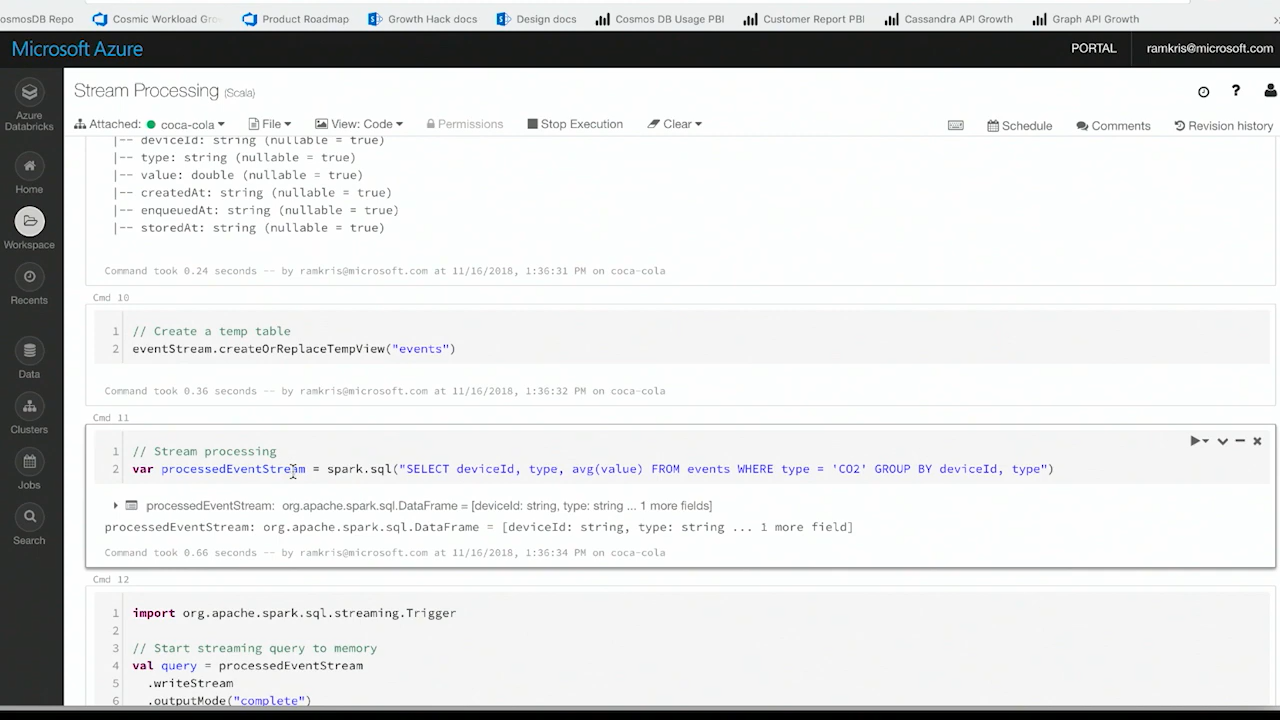 osmosDB Repo Cosmic Workload Gro Product Roadmap Growth Hack docs Design docs Cosmos DB Usage PBI Customer Report PBI Cassandra API Growth Graph API Growth
Microsoft Azure PORTAL ramkris@microsoft.com
Stream Processing (Scala)
Attached: coca-cola File View: Code Permissions Stop Execution Clear Schedule Comments Revision history
Azure Databricks
Home
Workspace
Recents
Data
Clusters
Jobs
Search
|-- deviceId: string (nullable = true)
|-- type: string (nullable = true)
|-- value: double (nullable = true)
|-- createdAt: string (nullable = true)
|-- enqueuedAt: string (nullable = true)
|-- storedAt: string (nullable = true)
Command took 0.24 seconds -- by ramkris@microsoft.com at 11/16/2018, 1:36:31 PM on coca-cola
Cmd 10
1 // Create a temp table
2 eventStream.createOrReplaceTempView("events")
Command took 0.36 seconds -- by ramkris@microsoft.com at 11/16/2018, 1:36:32 PM on coca-cola
Cmd 11
1 // Stream processing
2 var processedEventStream = spark.sql("SELECT deviceId, type, avg(value) FROM events WHERE type = 'CO2' GROUP BY deviceId, type")
processedEventStream: org.apache.spark.sql.DataFrame = [deviceId: string, type: string ... 1 more fields]
processedEventStream: org.apache.spark.sql.DataFrame = [deviceId: string, type: string ... 1 more field]
Command took 0.66 seconds -- by ramkris@microsoft.com at 11/16/2018, 1:36:34 PM on coca-cola
Cmd 12
1 import org.apache.spark.sql.streaming.Trigger
2
3 // Start streaming query to memory
4 val query = processedEventStream
5 .writeStream
6 .outputMode("complete")